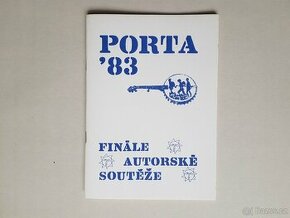 PORTA
'83
FINÁLE
AUTORSKÉ
SOUTĚŽE